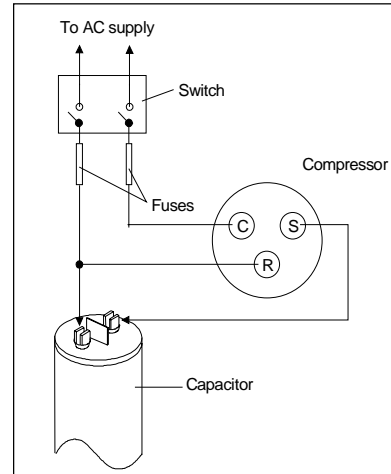 To AC supply
Switch
Compressor
Fuses
C S
R
Capacitor